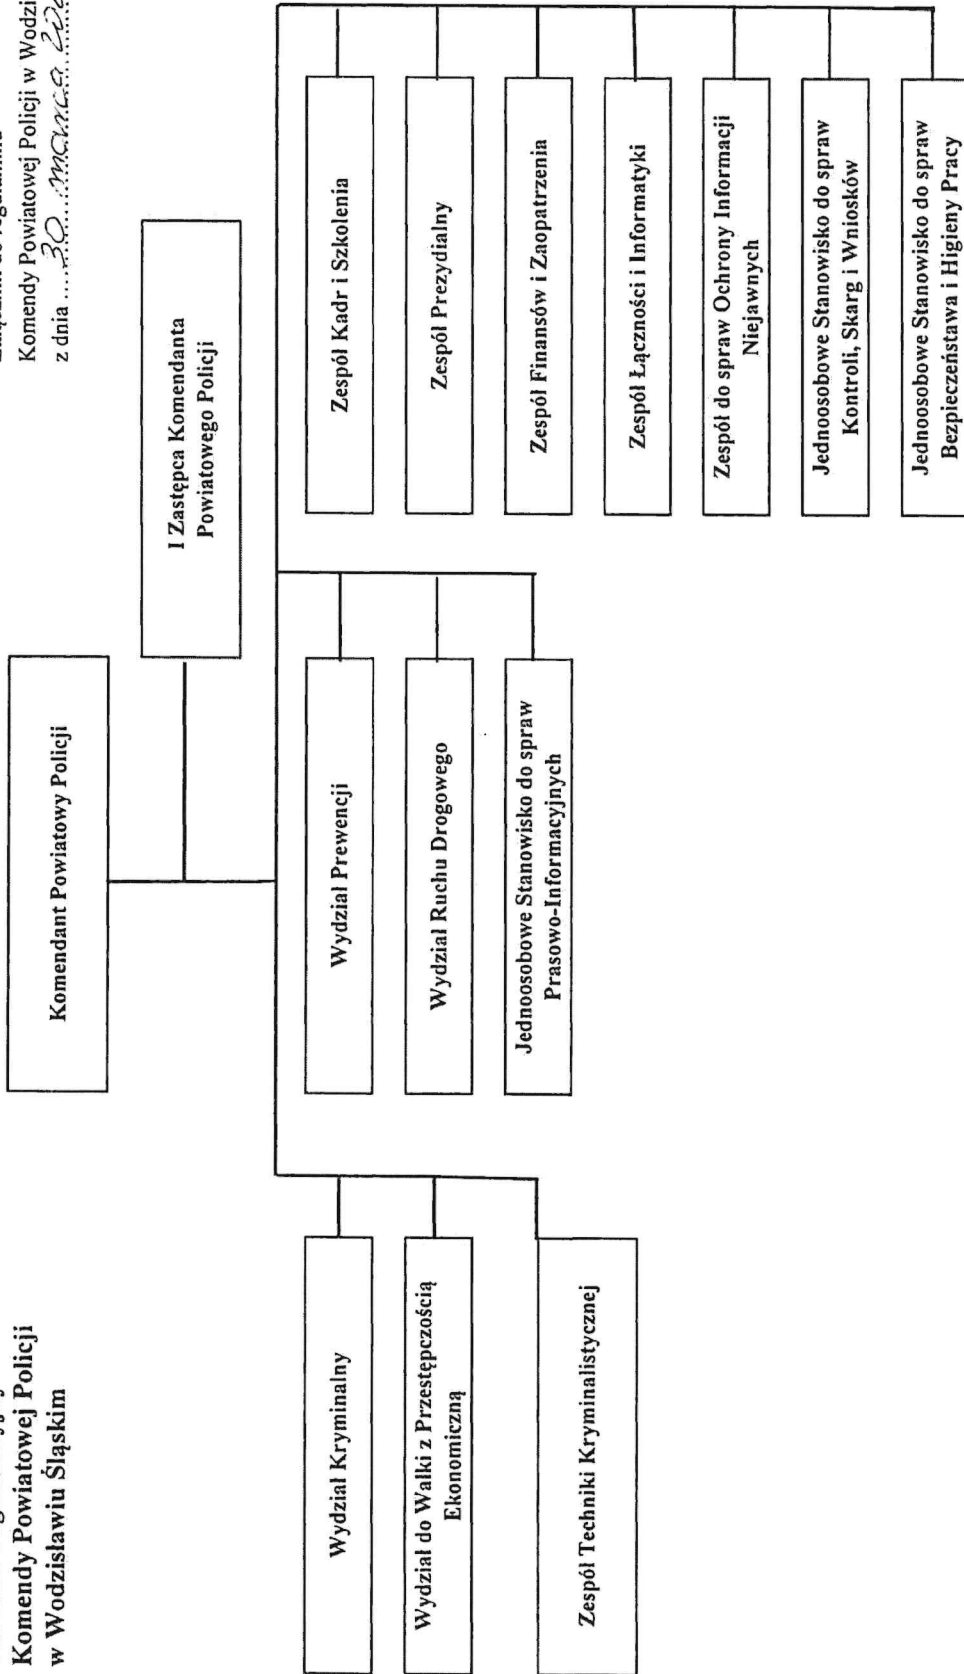 Komendy Powiatowej Policji
w Wodzisławiu Śląskim
Komendy Powiatowej Policji w
z dnia 30 marca
Komendant Powiatowy Policji
I Zastępca Komendanta
Powiatowego Policji
Wydział Kryminalny
Wydział do Walki z Przestępczością
Ekonomiczną
Zespół Techniki Kryminalistycznej
Wydział Prewencji
Wydział Ruchu Drogowego
Jednoosobowe Stanowisko do spraw
Prasowo-Informacyjnych
Zespół Kadr i Szkolenia
Zespół Prezydialny
Zespół Finansów i Zaopatrzenia
Zespół Łączności i Informatyki
Zespół do spraw Ochrony Informacji
Niejawnych
Jednoosobowe Stanowisko do spraw
Kontroli, Skarg i Wniosków
Jednoosobowe Stanowisko do spraw
Bezpieczeństawa i Higieny Pracy